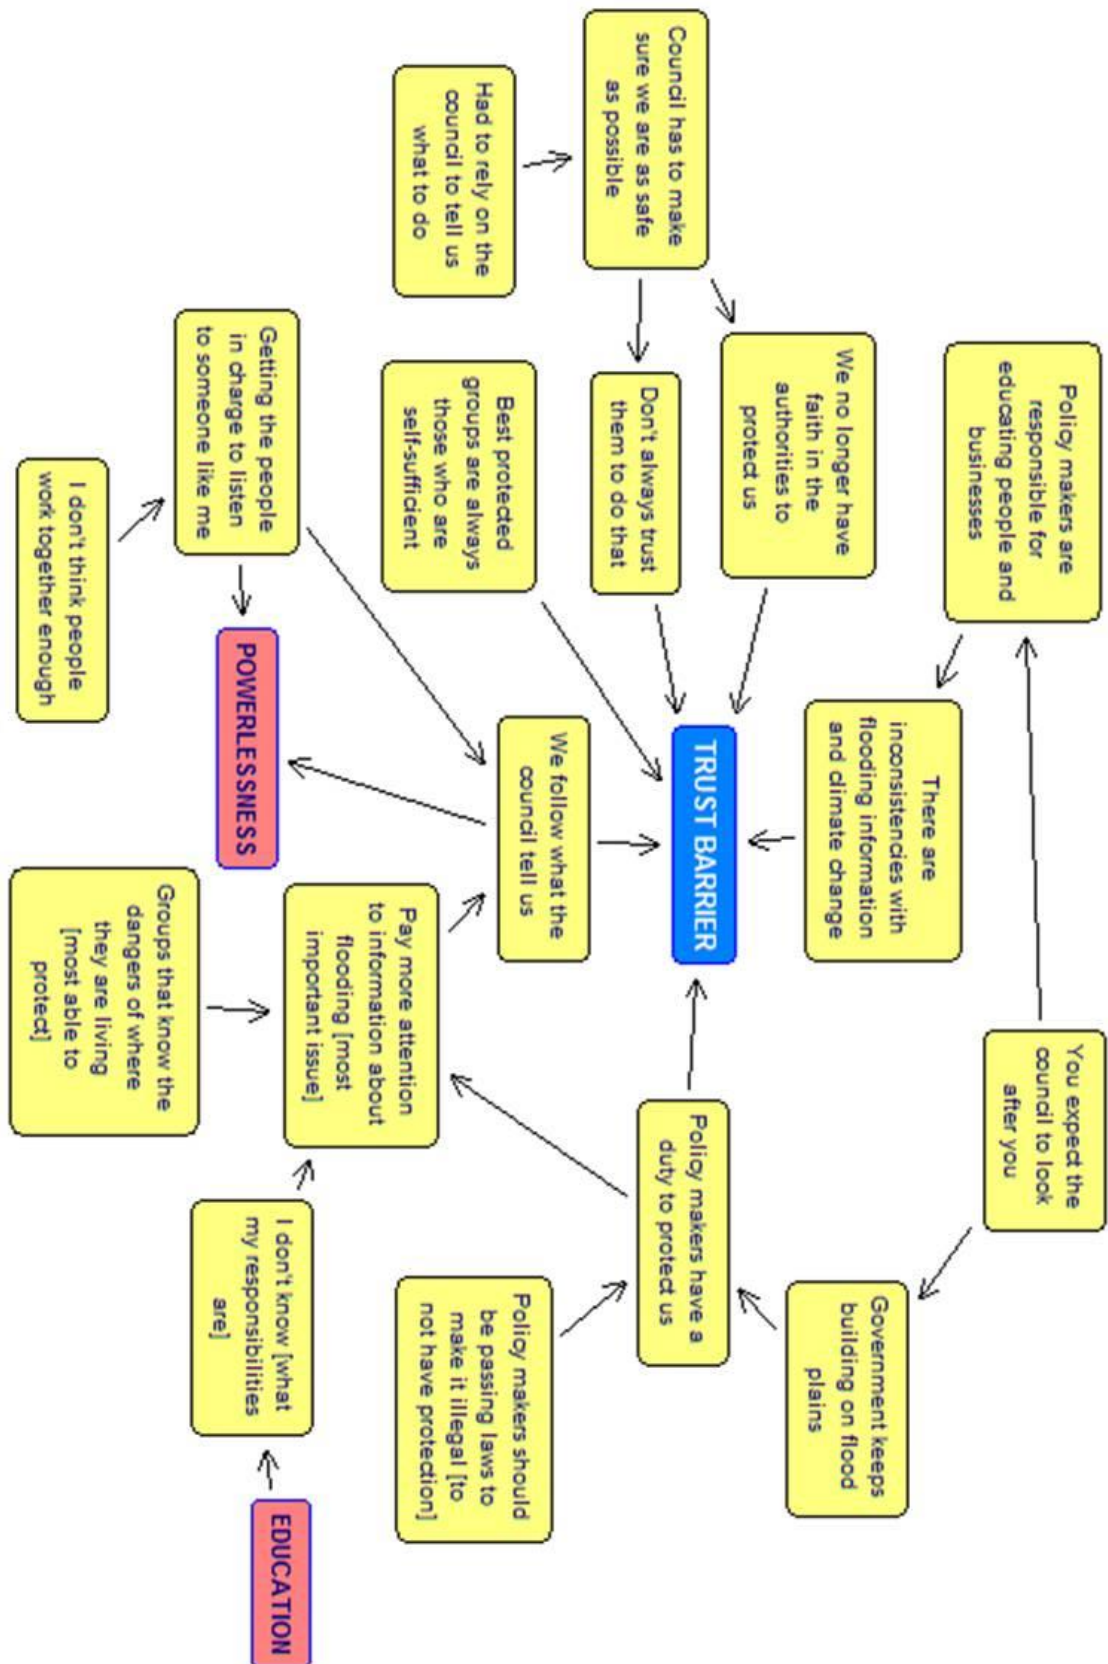 You expect the
council to look
after you
Policy makers are
responsible for
educating people and
businesses
Government keeps
building on flood
plains
There are
inconsistencies with
flooding information
and climate change
We no longer have
faith in the
authorities to
protect us
Council has to make
sure we are as safe
as possible
Don't always trust
them to do that
TRUST BARRIER
Policy makers have a
duty to protect us
Had to rely on the
council to tell us
what to do
Best protected
groups are always
those who are
self-sufficient
We follow what the
council tell us
Policy makers should
be passing laws to
make it illegal [to
not have protection]
Pay more attention
to information about
flooding [most
important issue]
Getting the people
in charge to listen
to someone like me
POWERLESSNESS
I don't know [what
my responsibilities
are]
EDUCATION
Groups that know the
dangers of where
they are living
[most able to
protect]
I don't think people
work together enough